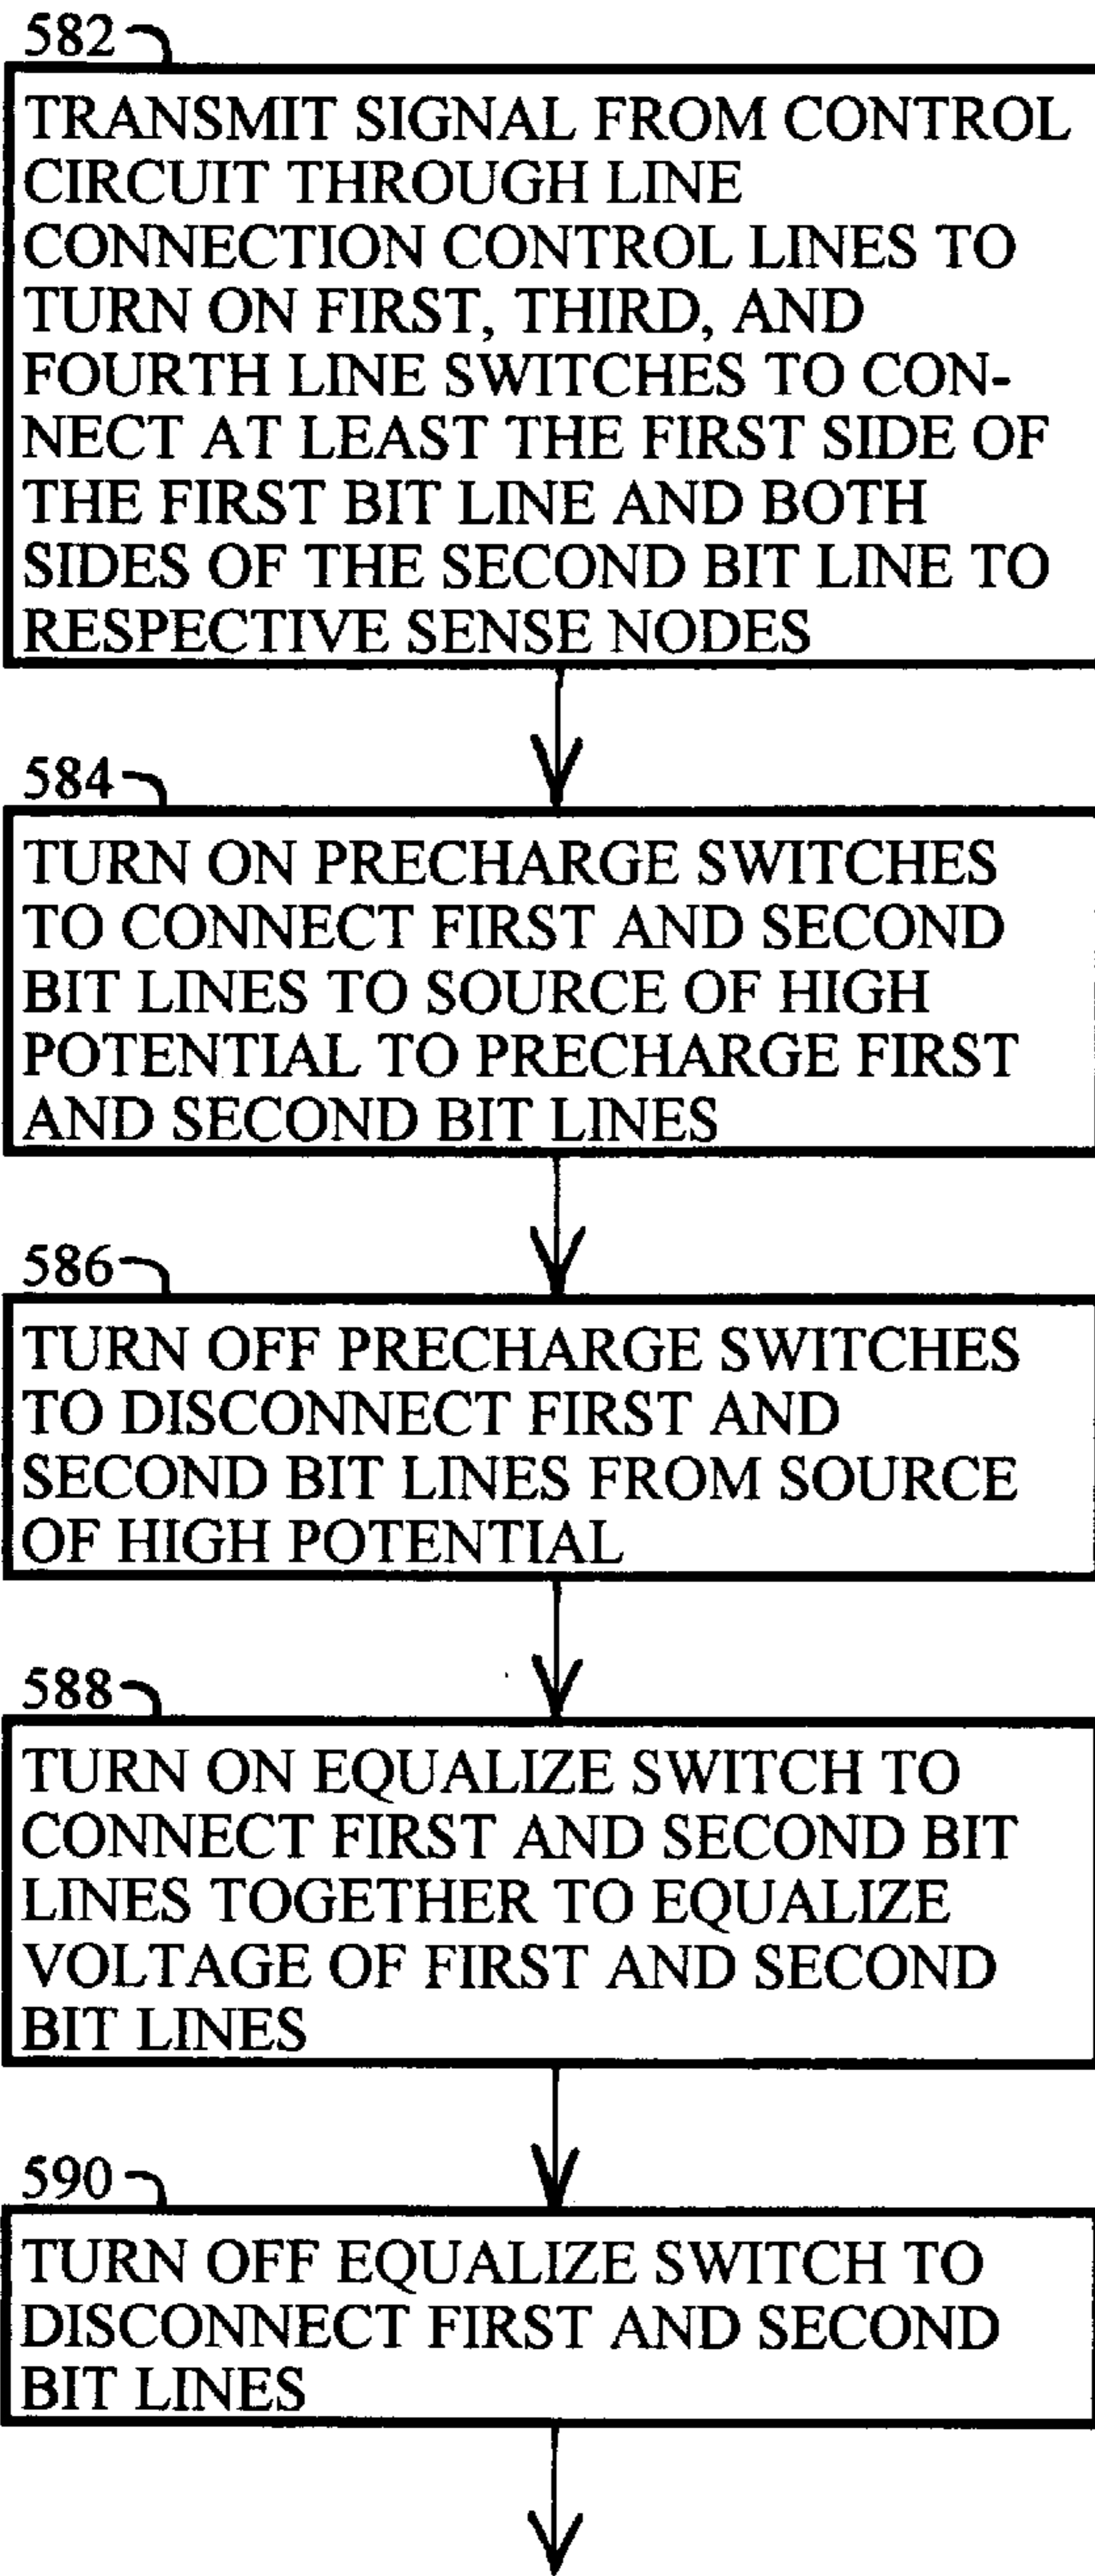 582
TRANSMIT SIGNAL FROM CONTROL
CIRCUIT THROUGH LINE
CONNECTION CONTROL LINES TO
TURN ON FIRST, THIRD, AND
FOURTH LINE SWITCHES TO CON-
NECT AT LEAST THE FIRST SIDE OF
THE FIRST BIT LINE AND BOTH
SIDES OF THE SECOND BIT LINE TO
RESPECTIVE SENSE NODES
584
TURN ON PRECHARGE SWITCHES
TO CONNECT FIRST AND SECOND
BIT LINES TO SOURCE OF HIGH
POTENTIAL TO PRECHARGE FIRST
AND SECOND BIT LINES
586
TURN OFF PRECHARGE SWITCHES
TO DISCONNECT FIRST AND
SECOND BIT LINES FROM SOURCE
OF HIGH POTENTIAL
588
TURN ON EQUALIZE SWITCH TO
CONNECT FIRST AND SECOND BIT
LINES TOGETHER TO EQUALIZE
VOLTAGE OF FIRST AND SECOND
BIT LINES
590
TURN OFF EQUALIZE SWITCH TO
DISCONNECT FIRST AND SECOND
BIT LINES